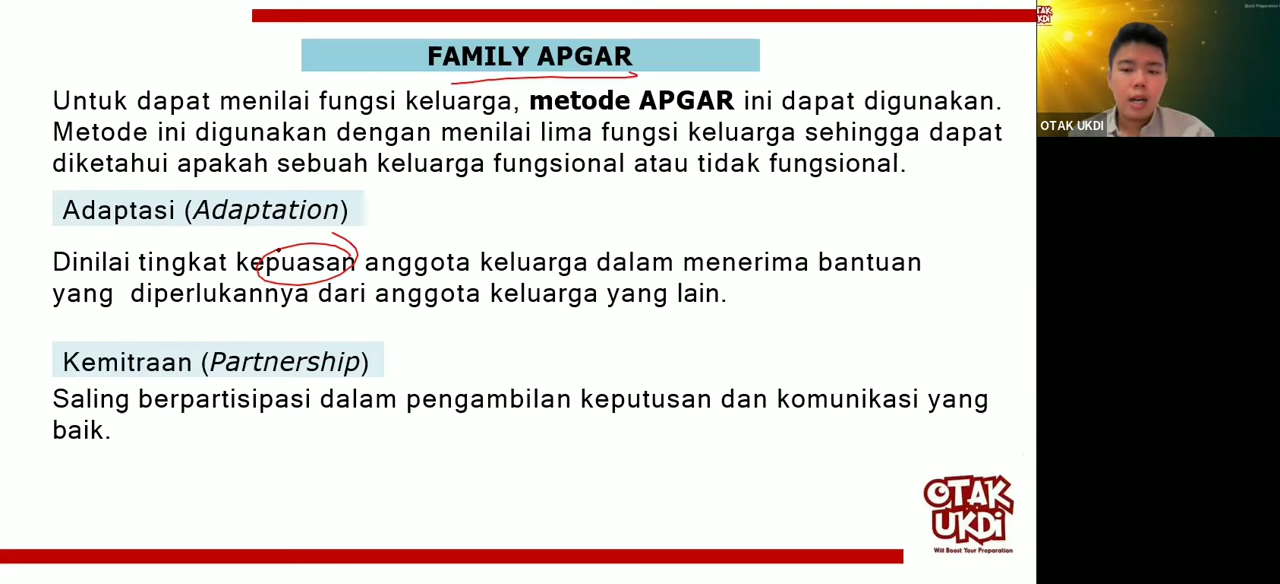 FAMILY APGAR
Untuk dapat menilai fungsi keluarga, metode APGAR ini dapat digunakan.
Metode ini digunakan dengan menilai lima fungsi keluarga sehingga dapat
diketahui apakah sebuah keluarga fungsional atau tidak fungsional.
Adaptasi (Adaptation)
Dinilai tingkat kepuasan anggota keluarga dalam menerima bantuan
yang diperlukannya dari anggota keluarga yang lain.
Kemitraan (Partnership)
Saling berpartisipasi dalam pengambilan keputusan dan komunikasi yang
baik.
OTAK
UKDI
Will Boost Your Preparation
OTAK UKDI